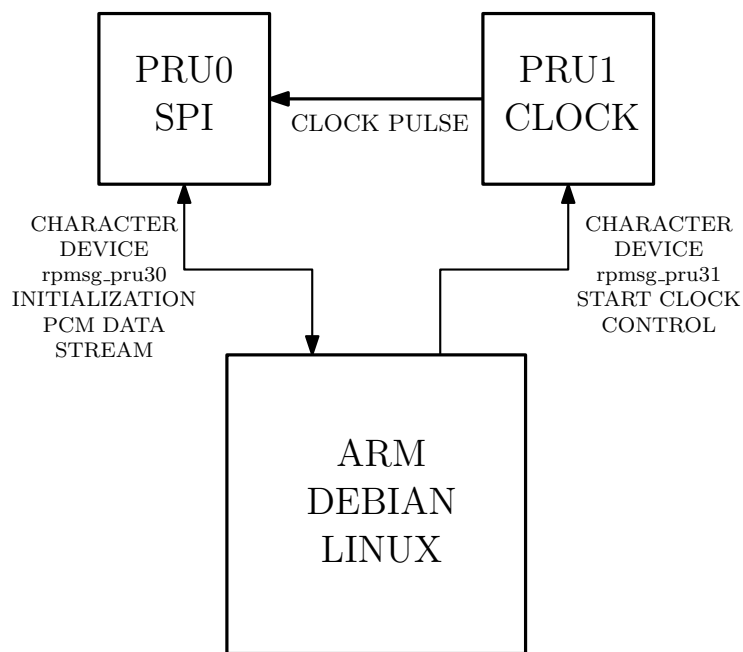 PRU0
SPI
PRU1
CLOCK
CLOCK PULSE
CHARACTER
DEVICE
rpmsg_pru30
INITIALIZATION
PCM DATA
STREAM
CHARACTER
DEVICE
rpmsg_pru31
START CLOCK
CONTROL
ARM
DEBIAN
LINUX